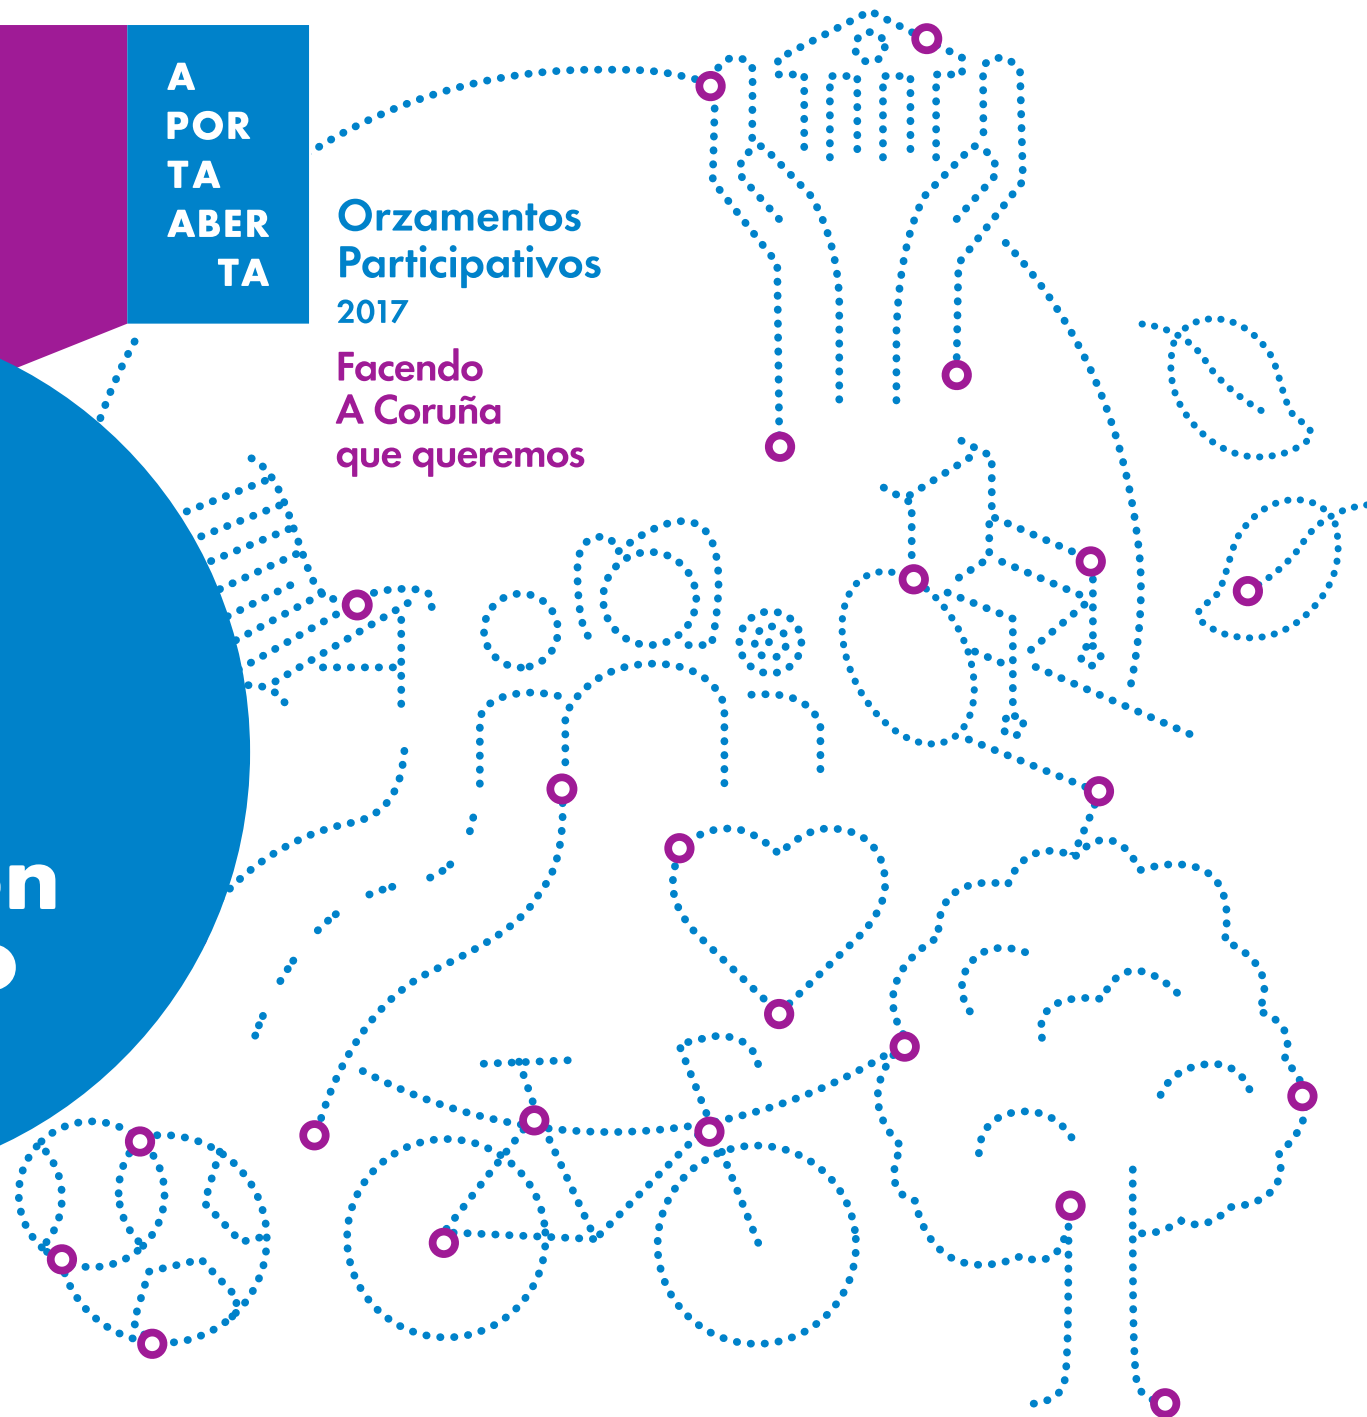 A
POR
TA
ABER
TA
Orzamentos
Participativos
2017
Facendo
A Coruña
que queremos